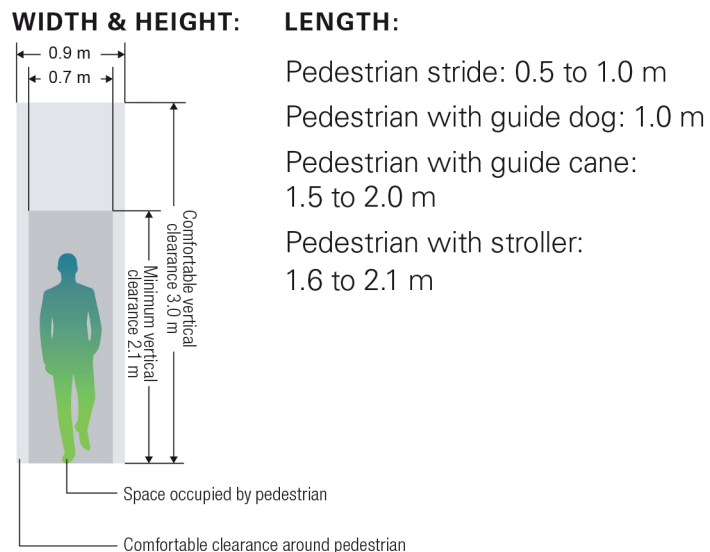 WIDTH & HEIGHT:
0.9 m
0.7 m
Comfortable vertical
clearance 3.0 m
Minimum vertical
clearance 2.1 m
Space occupied by pedestrian
Comfortable clearance around pedestrian
LENGTH:
Pedestrian stride: 0.5 to 1.0 m
Pedestrian with guide dog: 1.0 m
Pedestrian with guide cane:
1.5 to 2.0 m
Pedestrian with stroller:
1.6 to 2.1 m